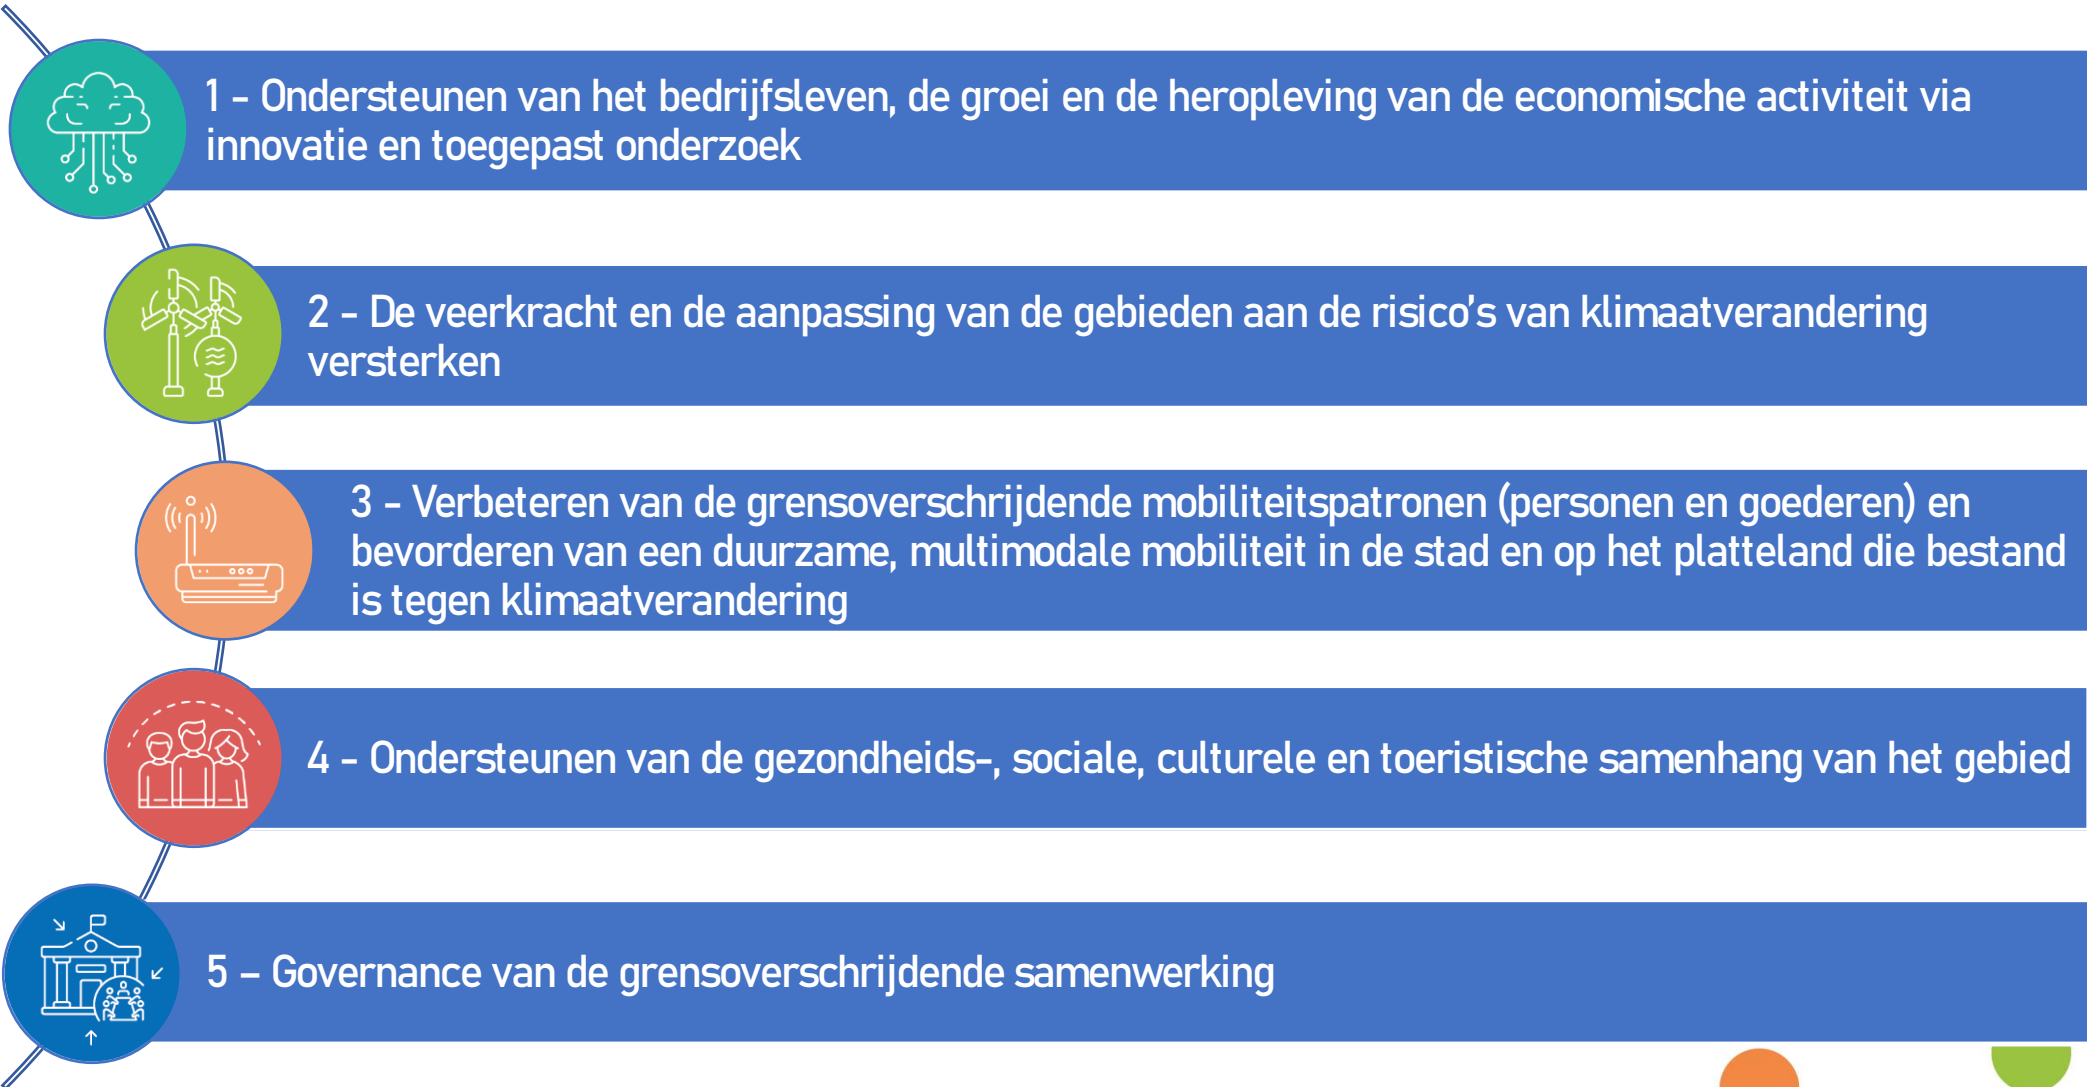 1 - Ondersteunen van het bedrijfsleven, de groei en de heropleving van de economische activiteit via
innovatie en toegepast onderzoek
2 - De veerkracht en de aanpassing van de gebieden aan de risico's van klimaatverandering
versterken
3 - Verbeteren van de grensoverschrijdende mobiliteitspatronen (personen en goederen) en
bevorderen van een duurzame, multimodale mobiliteit in de stad en op het platteland die bestand
is tegen klimaatverandering
4 - Ondersteunen van de gezondheids-, sociale, culturele en toeristische samenhang van het gebied
5 – Governance van de grensoverschrijdende samenwerking